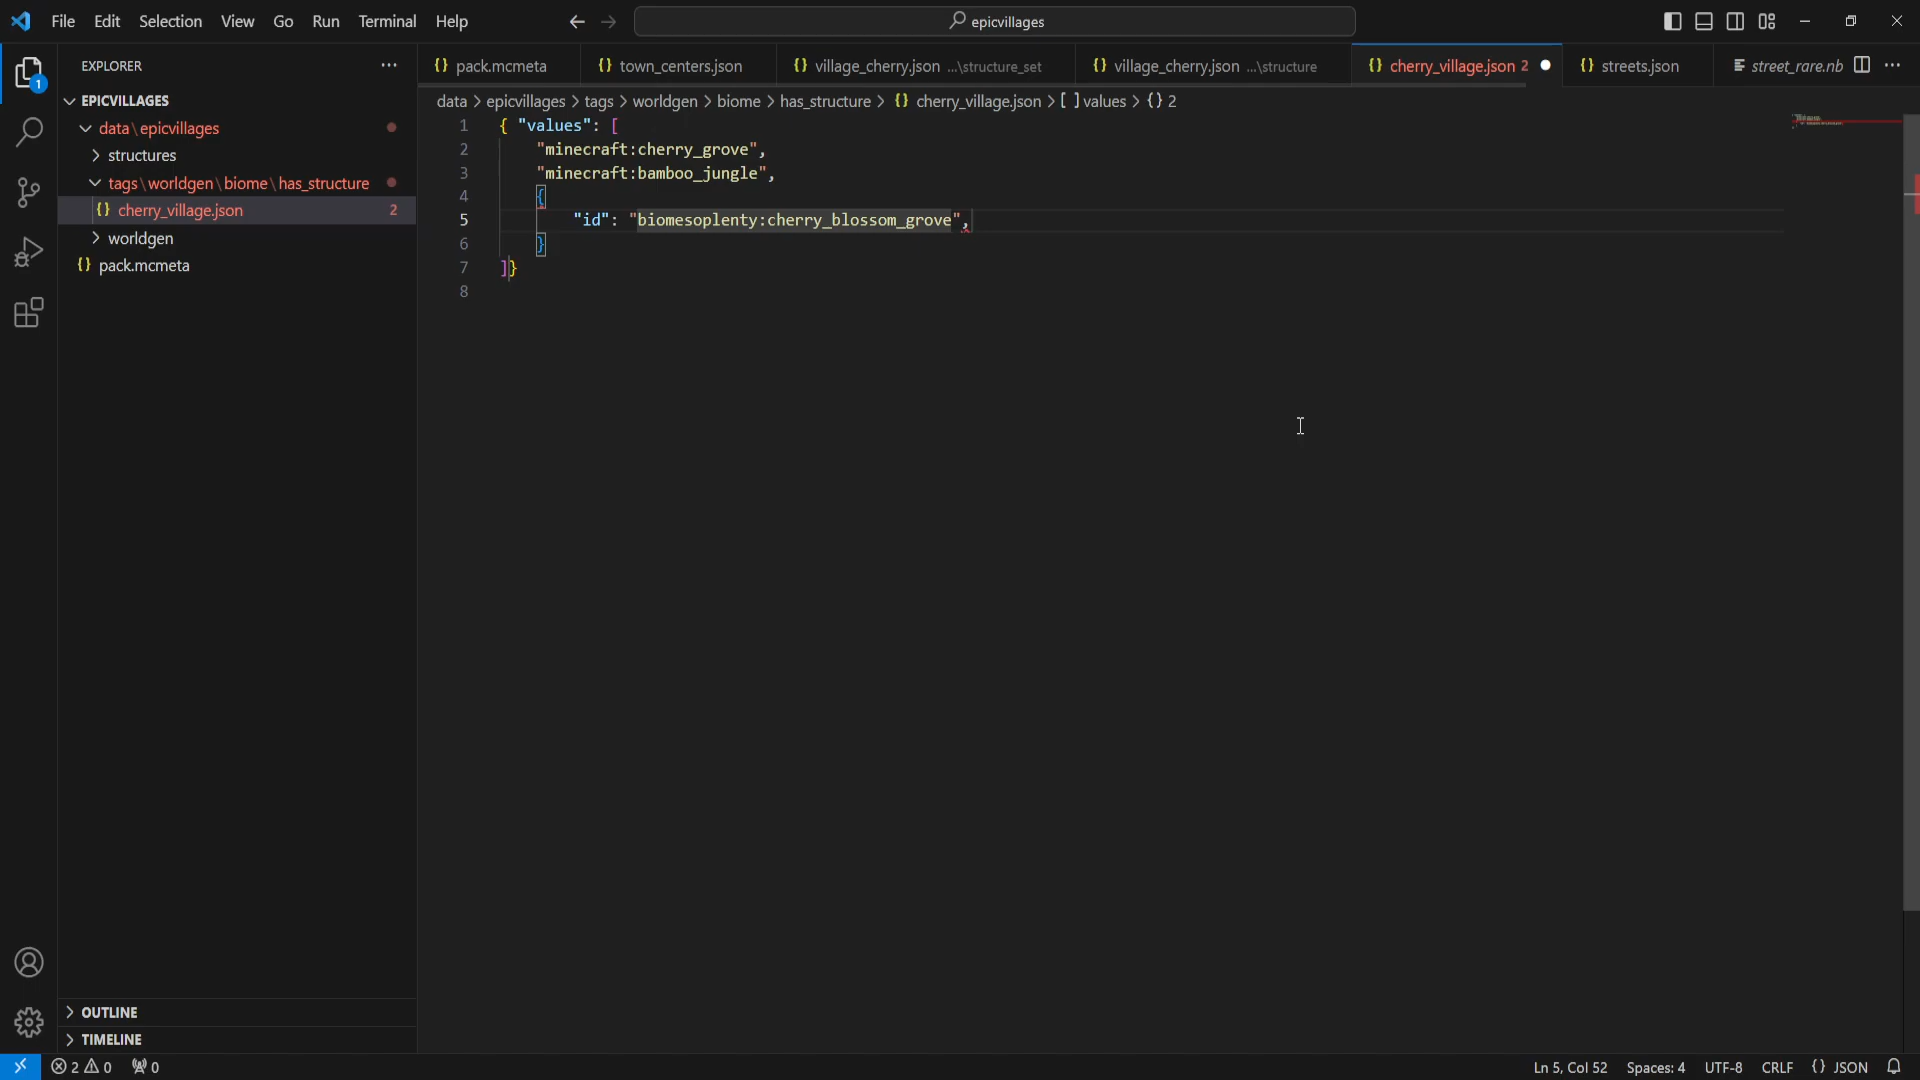 File Edit Selection View Go Run Terminal Help epicvillages
EXPLORER
pack.mcmeta town_centers.json village_cherry.json ...\structure_set village_cherry.json ...\structure cherry_village.json 2 streets.json street_rare.nb
EPICVILLAGES
data\epicvillages
structures
tags\worldgen\biome\has_structure
cherry_village.json 2
worldgen
pack.mcmeta
1
data > epicvillages > tags > worldgen > biome > has_structure > {} cherry_village.json > [ ] values > {} 2
1 { "values": [
2 "minecraft:cherry_grove",
3 "minecraft:bamboo_jungle",
4 {
5 "id": "biomesoplenty:cherry_blossom_grove",
6 }
7 ]}
8
OUTLINE
TIMELINE
2 0 0 Ln 5, Col 52 Spaces: 4 UTF-8 CRLF {} JSON